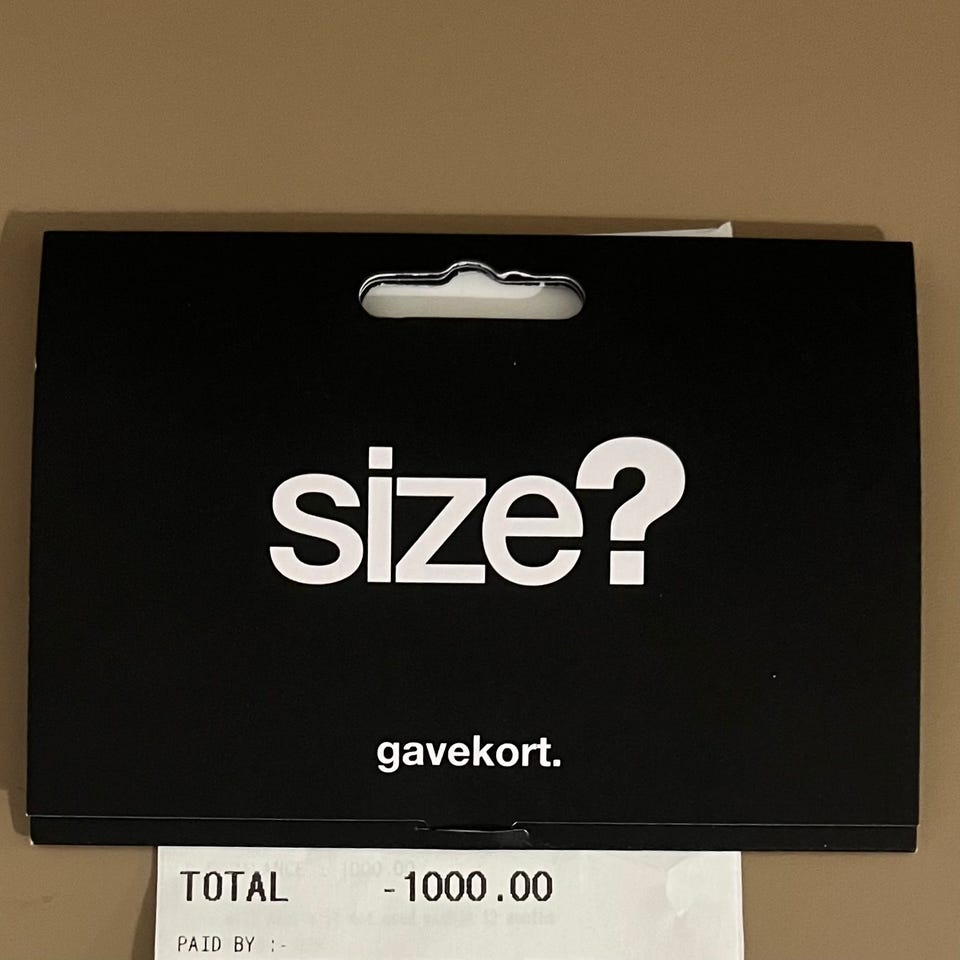 size?
gavekort.
TOTAL -1000.00
PAID BY :-